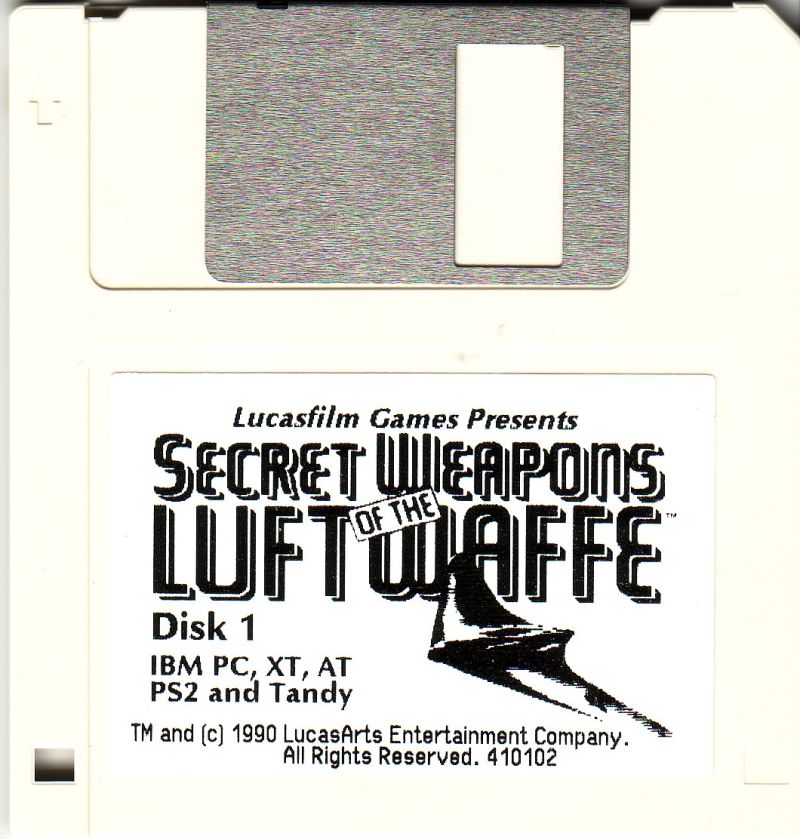 Lucasfilm Games Presents
SECRET WEAPONS
OF THE
LUFTWAFFE™
Disk 1
IBM PC, XT, AT
PS2 and Tandy
TM and (c) 1990 LucasArts Entertainment Company.
All Rights Reserved. 410102